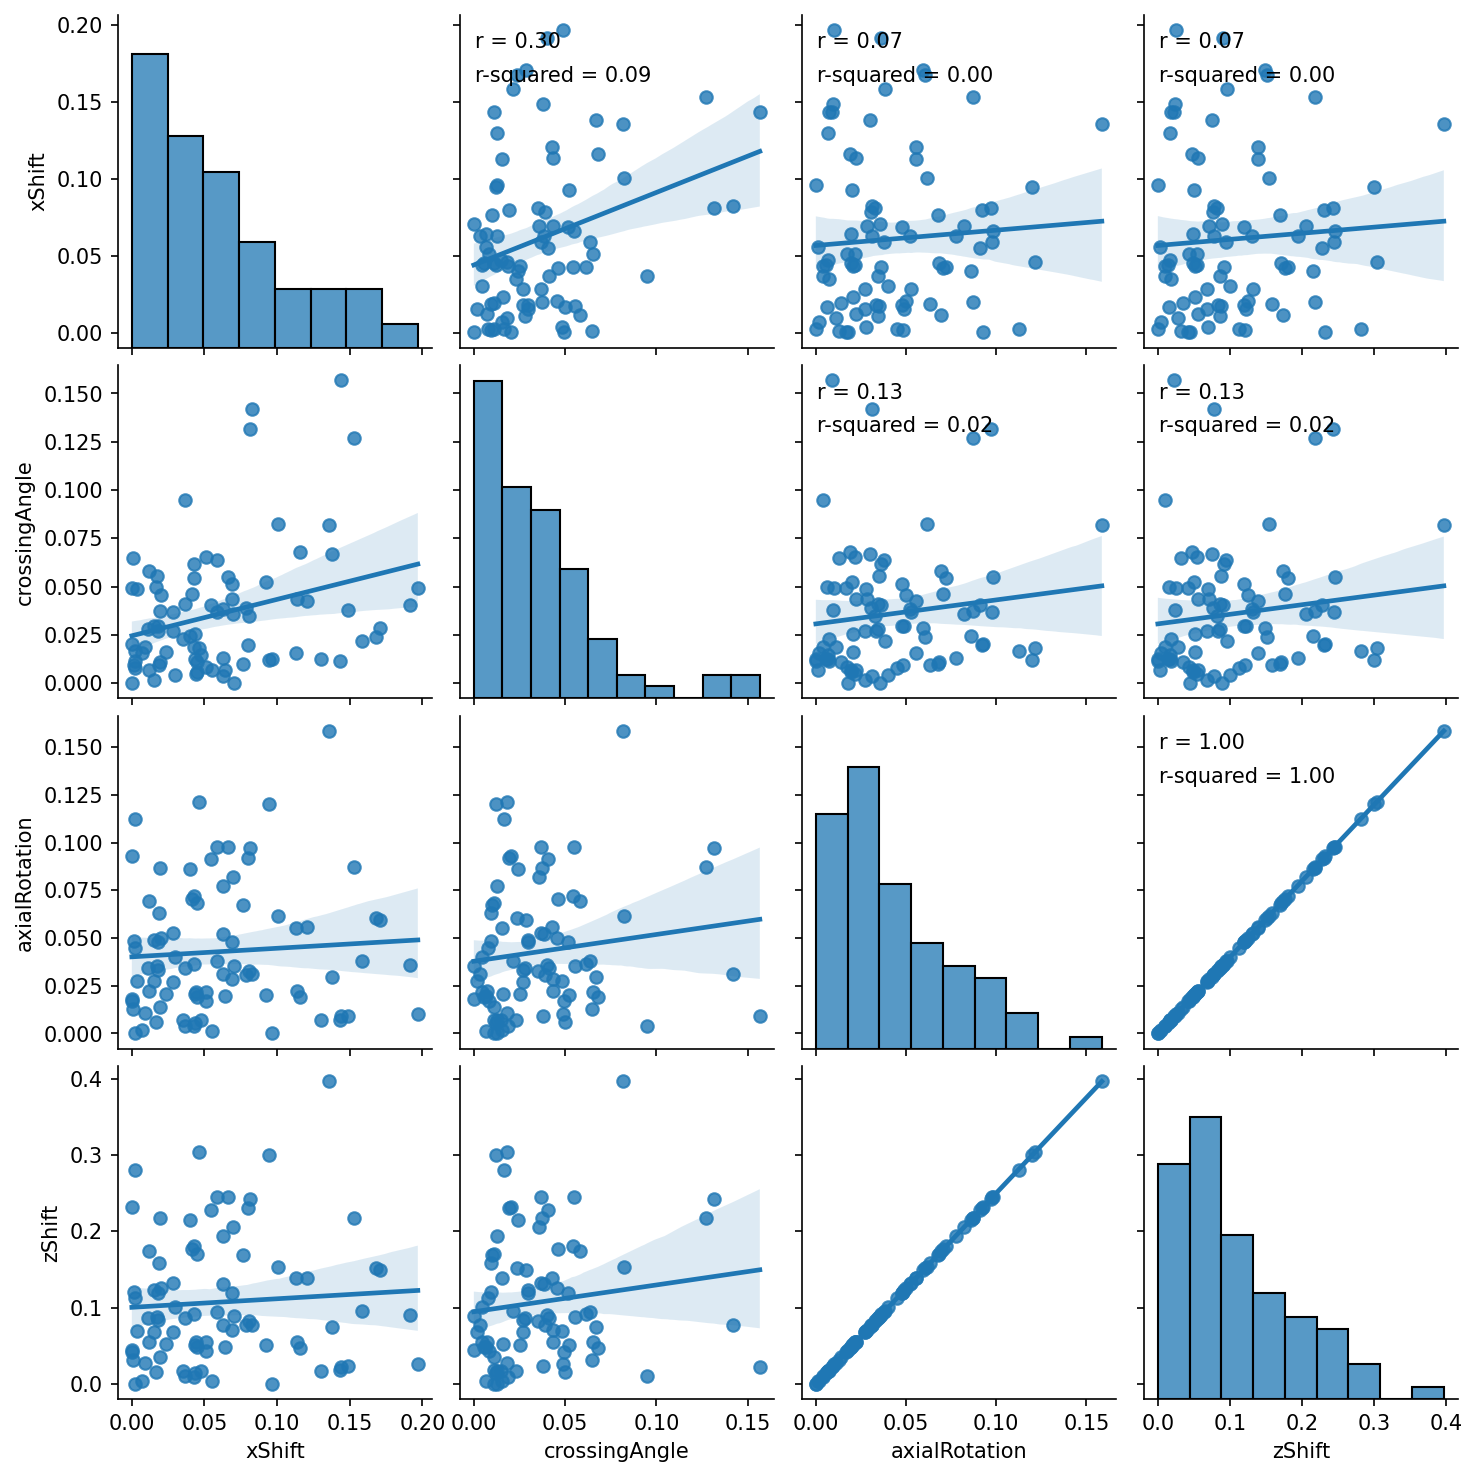 r = 0.30
r-squared = 0.09
r = 0.07
r-squared = 0.00
r = 0.07
r-squared = 0.00
0.20
0.15
0.10
0.05
0.00
xShift
r = 0.13
r-squared = 0.02
r = 0.13
r-squared = 0.02
0.150
0.125
0.100
0.075
0.050
0.025
0.000
crossingAngle
r = 1.00
r-squared = 1.00
0.150
0.125
0.100
0.075
0.050
0.025
0.000
axialRotation
0.4
0.3
0.2
0.1
0.0
zShift
0.00 0.05 0.10 0.15 0.20
xShift
0.00 0.05 0.10 0.15
crossingAngle
0.00 0.05 0.10 0.15
axialRotation
0.0 0.1 0.2 0.3 0.4
zShift